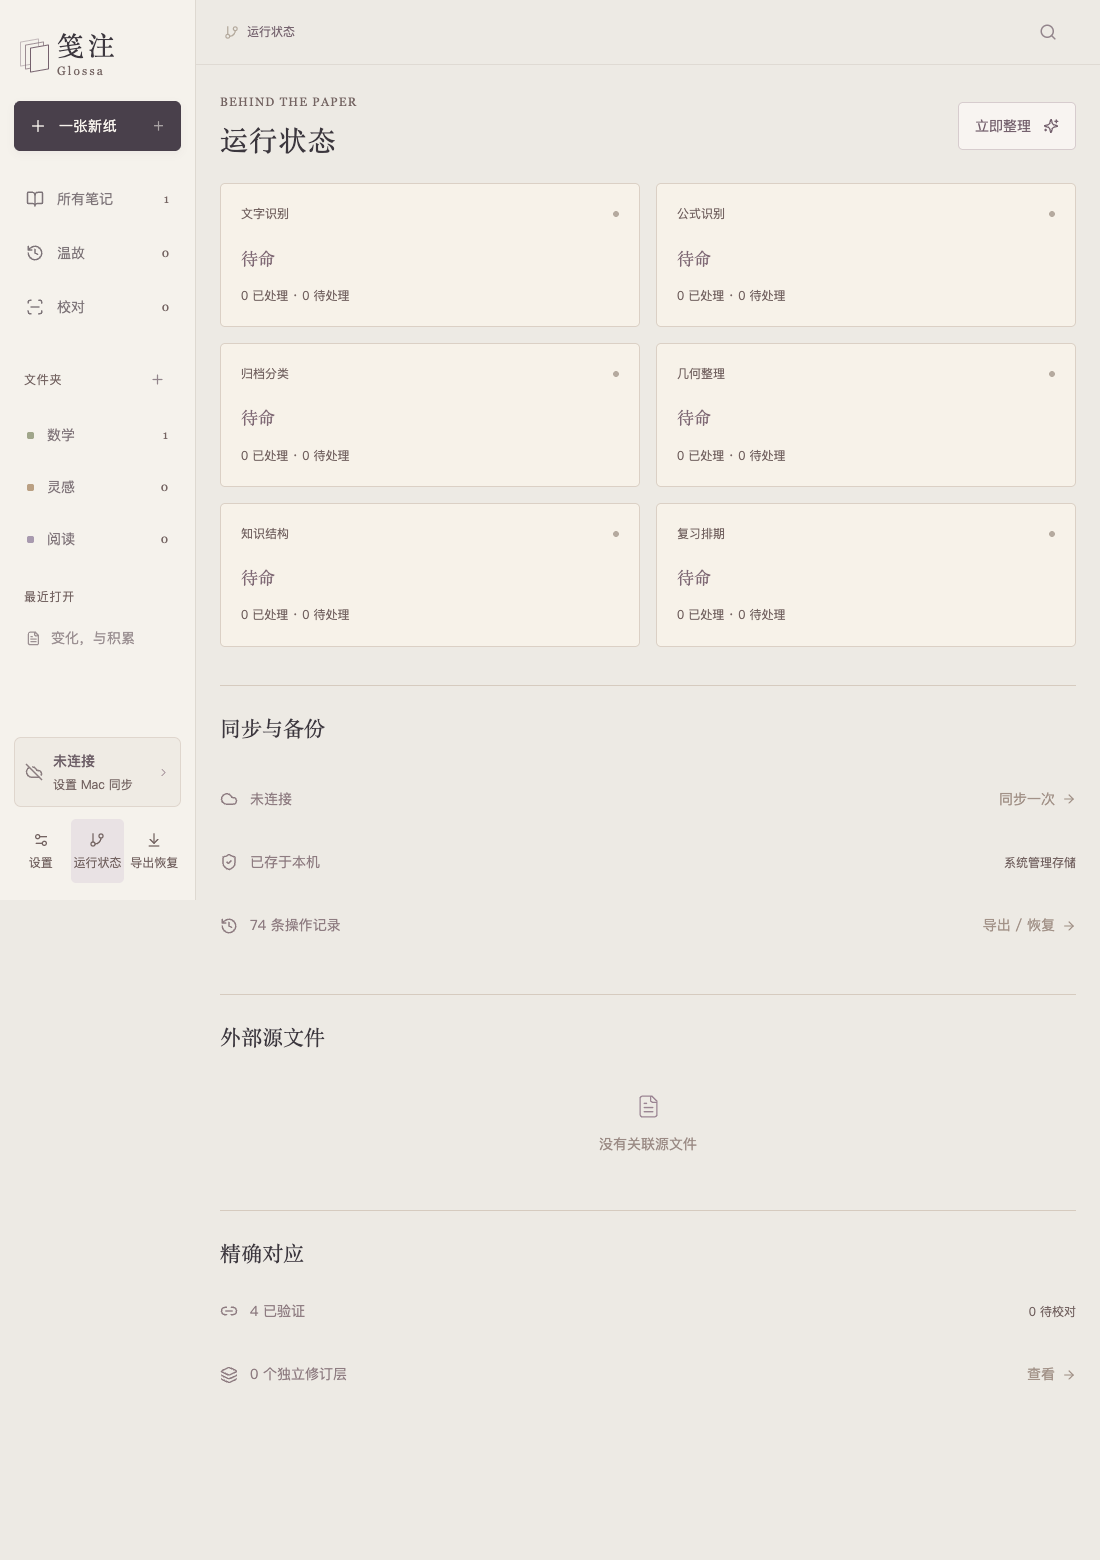 笺注
Glossa
一张新纸
所有笔记 1
温故 0
校对 0
文件夹
数学 1
灵感 0
阅读 0
最近打开
变化，与积累
未连接
设置 Mac 同步
设置 运行状态 导出恢复
运行状态
BEHIND THE PAPER
运行状态
立即整理
文字识别
待命
0 已处理 · 0 待处理
公式识别
待命
0 已处理 · 0 待处理
归档分类
待命
0 已处理 · 0 待处理
几何整理
待命
0 已处理 · 0 待处理
知识结构
待命
0 已处理 · 0 待处理
复习排期
待命
0 已处理 · 0 待处理
同步与备份
未连接 同步一次
已存于本机 系统管理存储
74 条操作记录 导出 / 恢复
外部源文件
没有关联源文件
精确对应
4 已验证 0 待校对
0 个独立修订层 查看